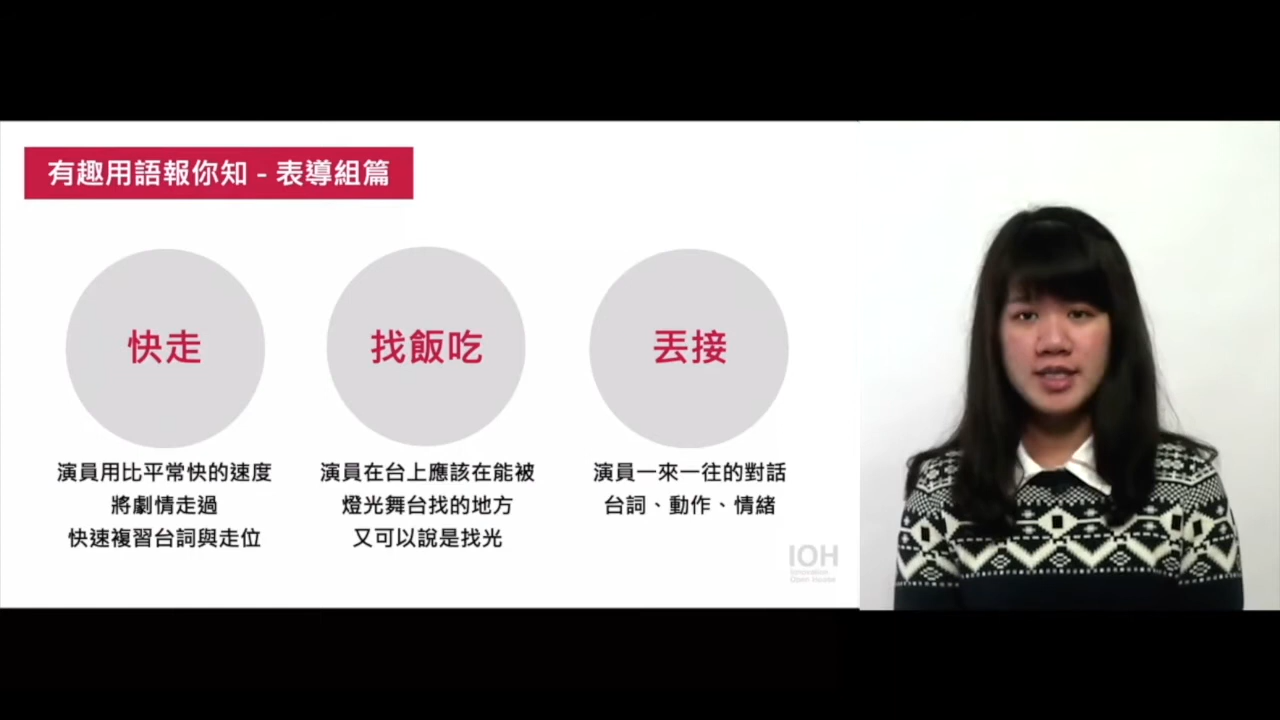 有趣用語報你知 - 表導組篇
快走
演員用比平常快的速度
將劇情走過
快速複習台詞與走位
找飯吃
演員在台上應該在能被
燈光舞台找的地方
又可以說是找光
丟接
演員一來一往的對話
台詞、動作、情緒
IOH
Innovation
Open House